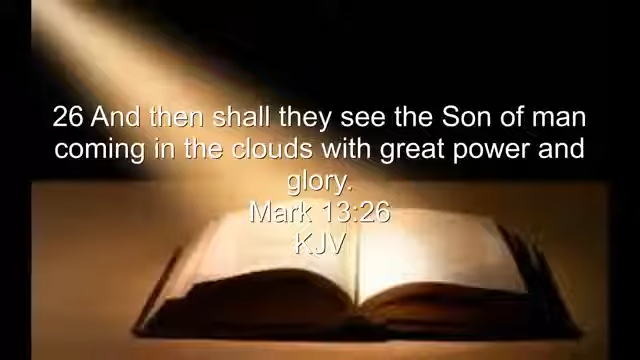 26 And then shall they see the Son of man
coming in the clouds with great power and
glory.
Mark 13:26
KJV